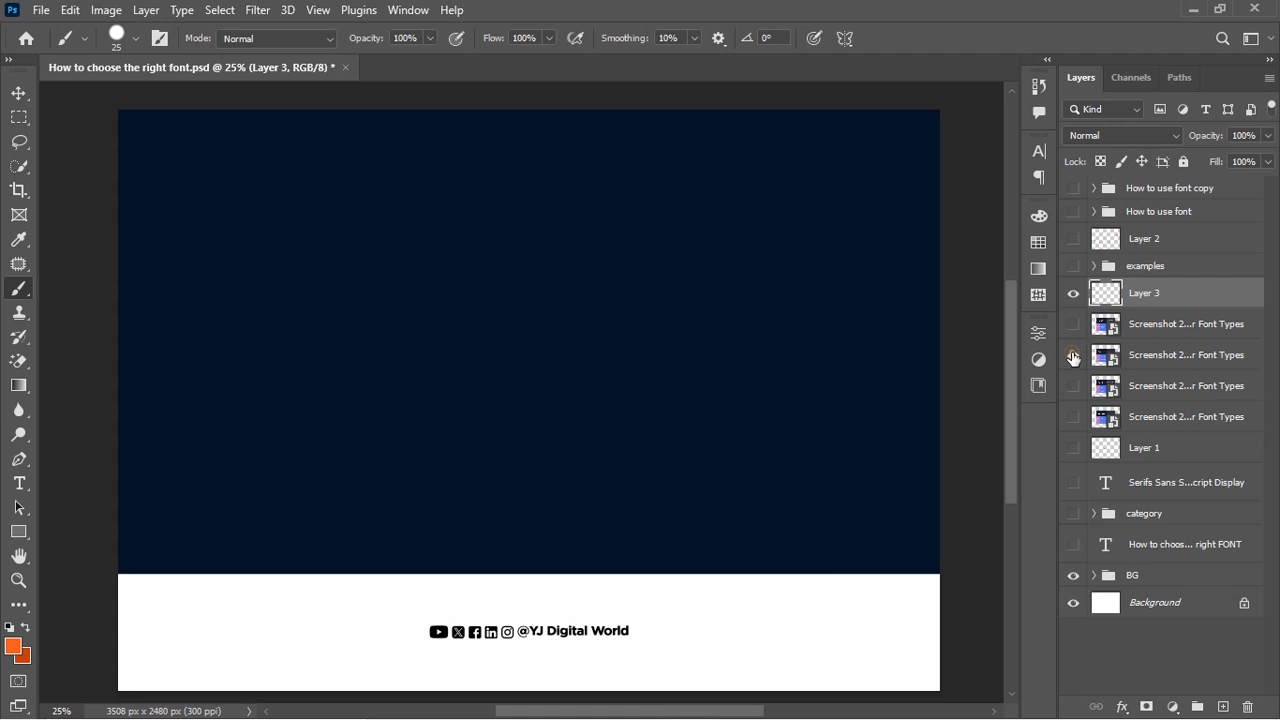 Ps File Edit Image Layer Type Select Filter 3D View Plugins Window Help
25 Mode: Normal Opacity: 100% Flow: 100% Smoothing: 10% 0°
How to choose the right font.psd @ 25% (Layer 3, RGB/8) *
Layers Channels Paths
Kind
Normal Opacity: 100%
Lock: Fill: 100%
How to use font copy
How to use font
Layer 2
examples
Layer 3
Screenshot 2...r Font Types
Screenshot 2...r Font Types
Screenshot 2...r Font Types
Screenshot 2...r Font Types
Layer 1
Serifs Sans S...cript Display
category
How to choos... right FONT
BG
Background
@YJ Digital World
25% 3508 px x 2480 px (300 ppi)